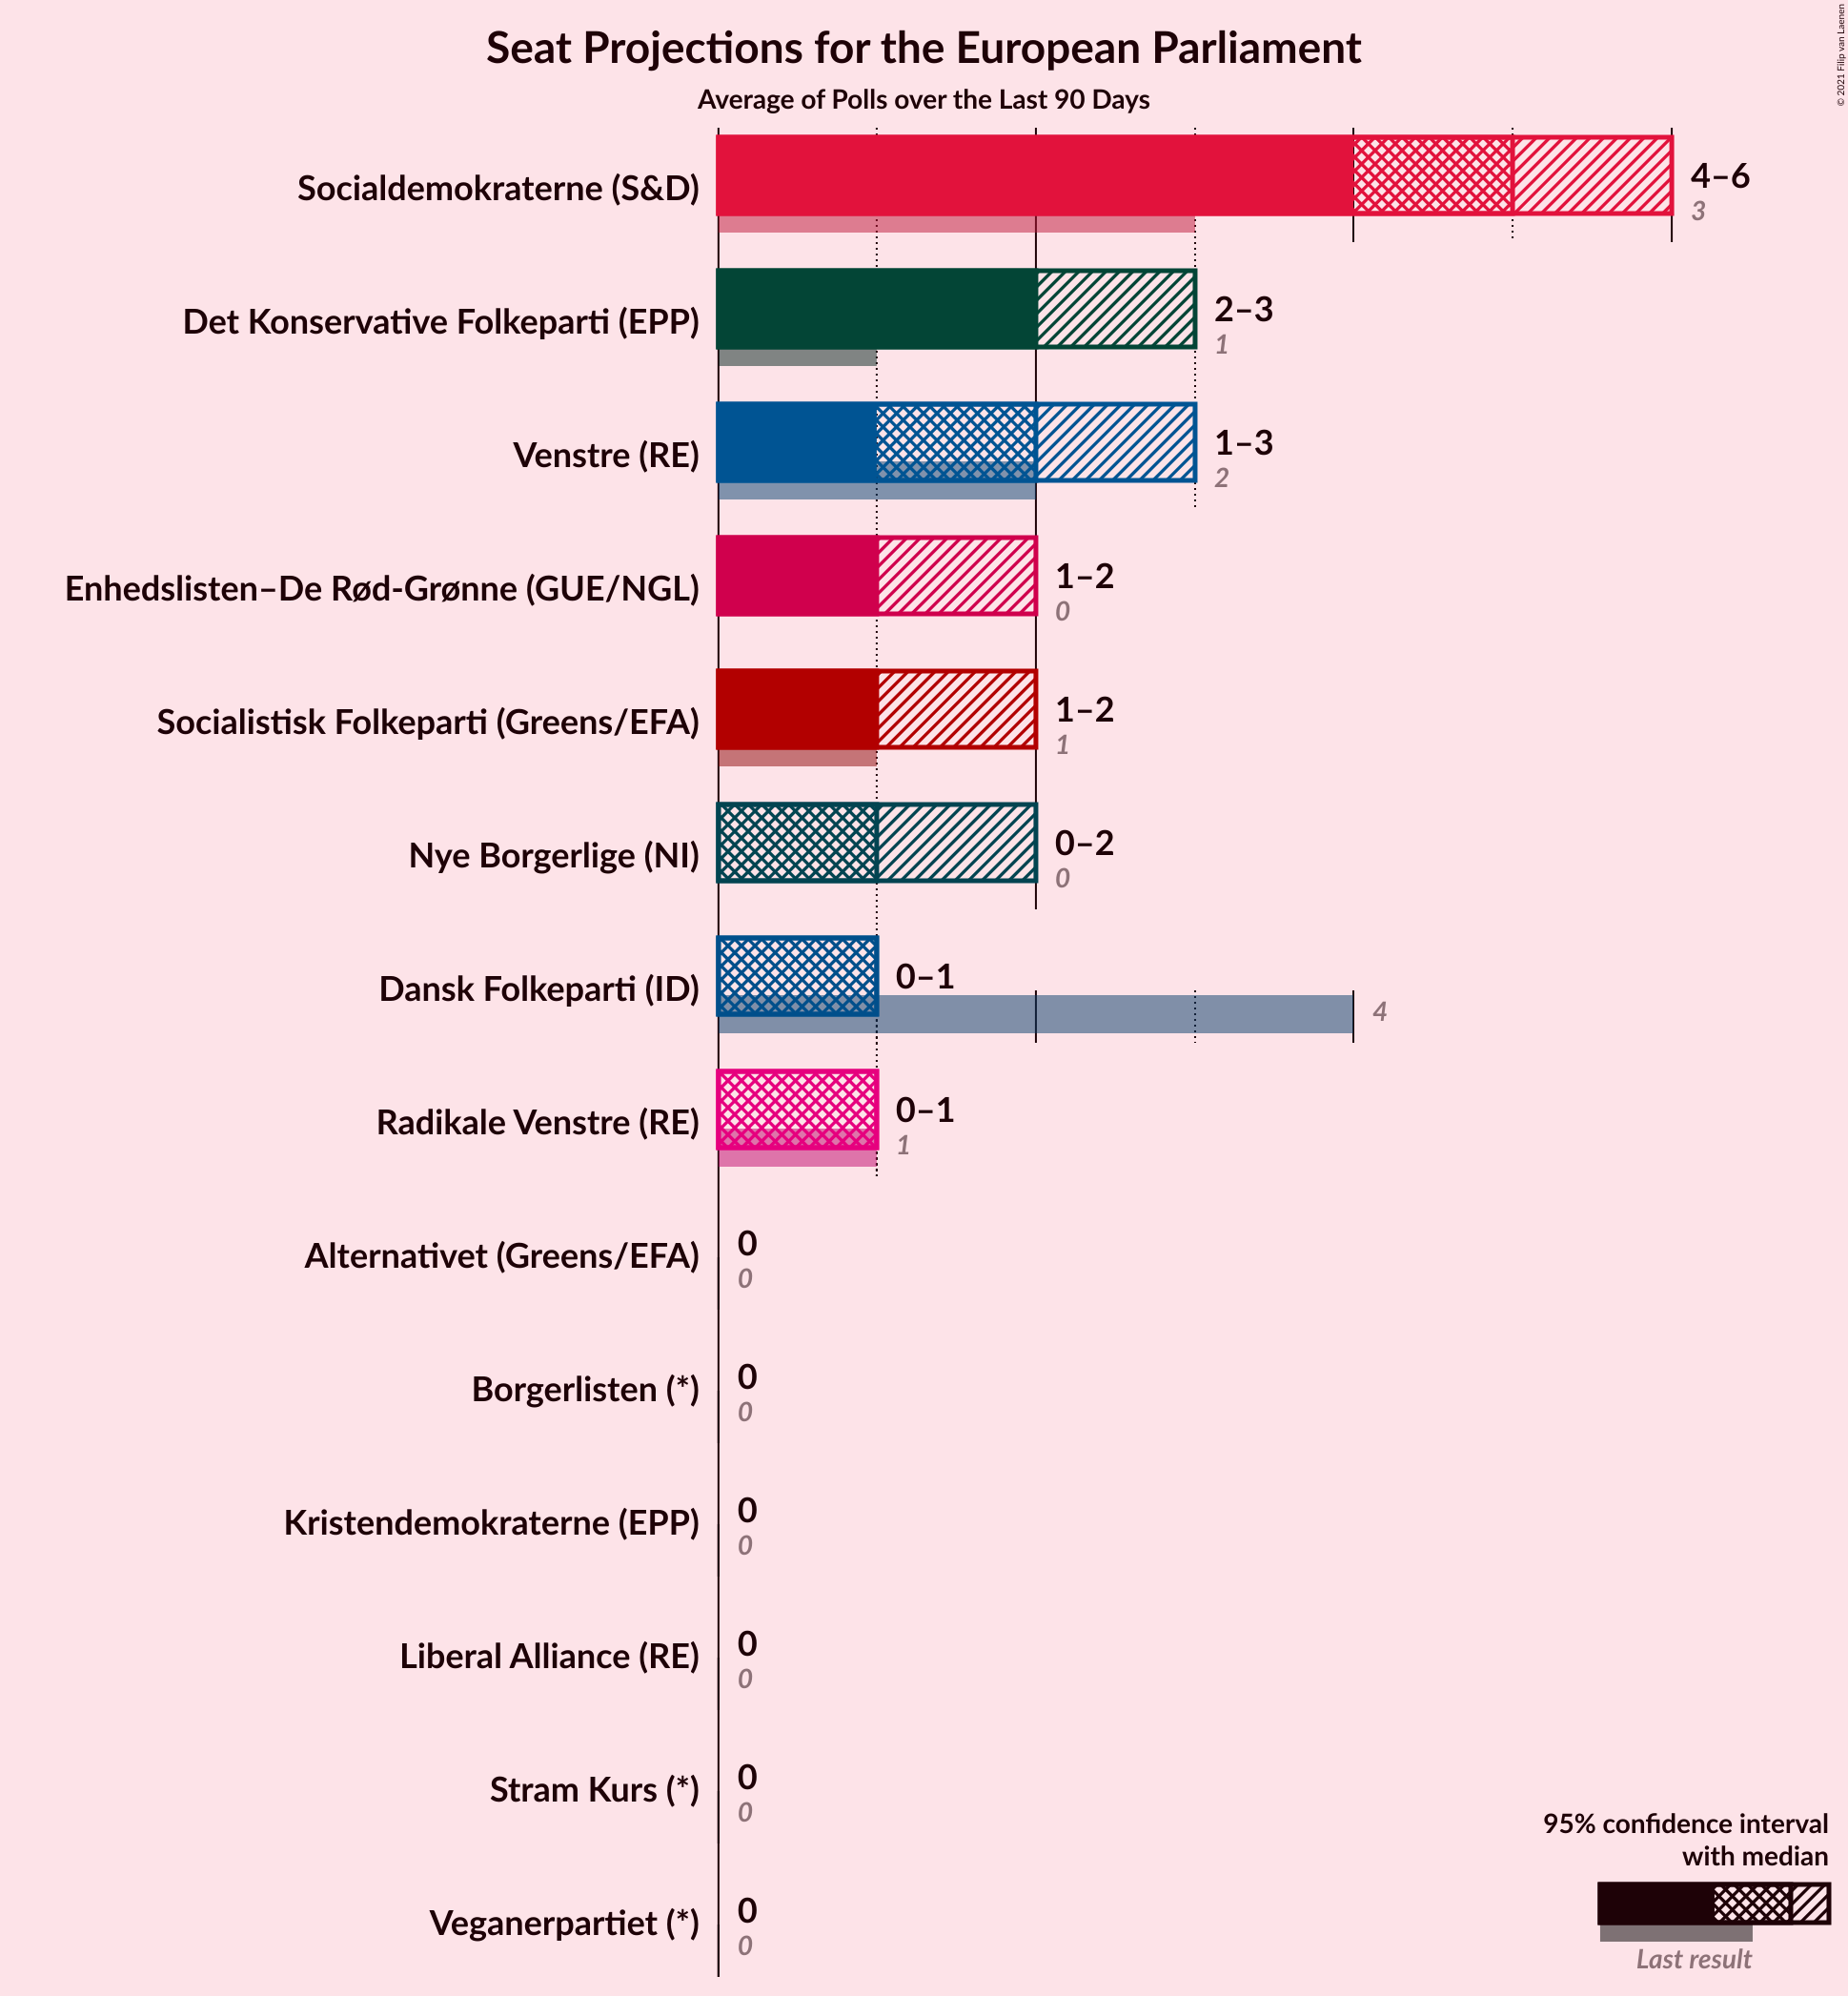 Seat Projections for the European Parliament
Average of Polls over the Last 90 Days
© 2021 Filip van Laenen
Socialdemokraterne (S&D)
4–6
3
Det Konservative Folkeparti (EPP)
2–3
1
Venstre (RE)
1–3
2
Enhedslisten–De Rød-Grønne (GUE/NGL)
1–2
0
Socialistisk Folkeparti (Greens/EFA)
1–2
1
Nye Borgerlige (NI)
0–2
0
Dansk Folkeparti (ID)
0–1
4
Radikale Venstre (RE)
0–1
1
Alternativet (Greens/EFA)
0
0
Borgerlisten (*)
0
0
Kristendemokraterne (EPP)
0
0
Liberal Alliance (RE)
0
0
Stram Kurs (*)
0
0
Veganerpartiet (*)
0
0
95% confidence interval
with median
Last result